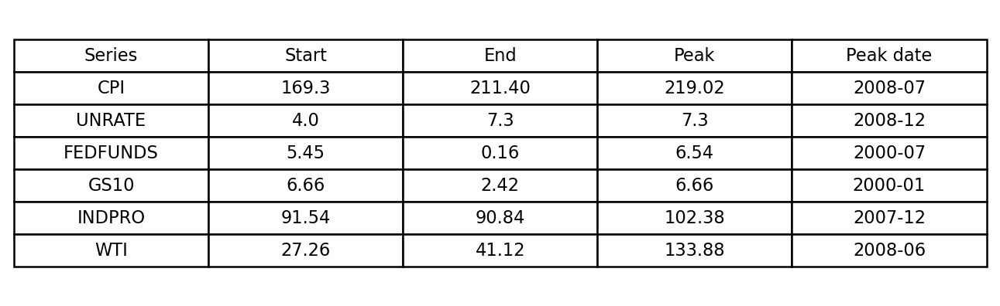 Series Start End Peak Peak date
CPI 169.3 211.40 219.02 2008-07
UNRATE 4.0 7.3 7.3 2008-12
FEDFUNDS 5.45 0.16 6.54 2000-07
GS10 6.66 2.42 6.66 2000-01
INDPRO 91.54 90.84 102.38 2007-12
WTI 27.26 41.12 133.88 2008-06